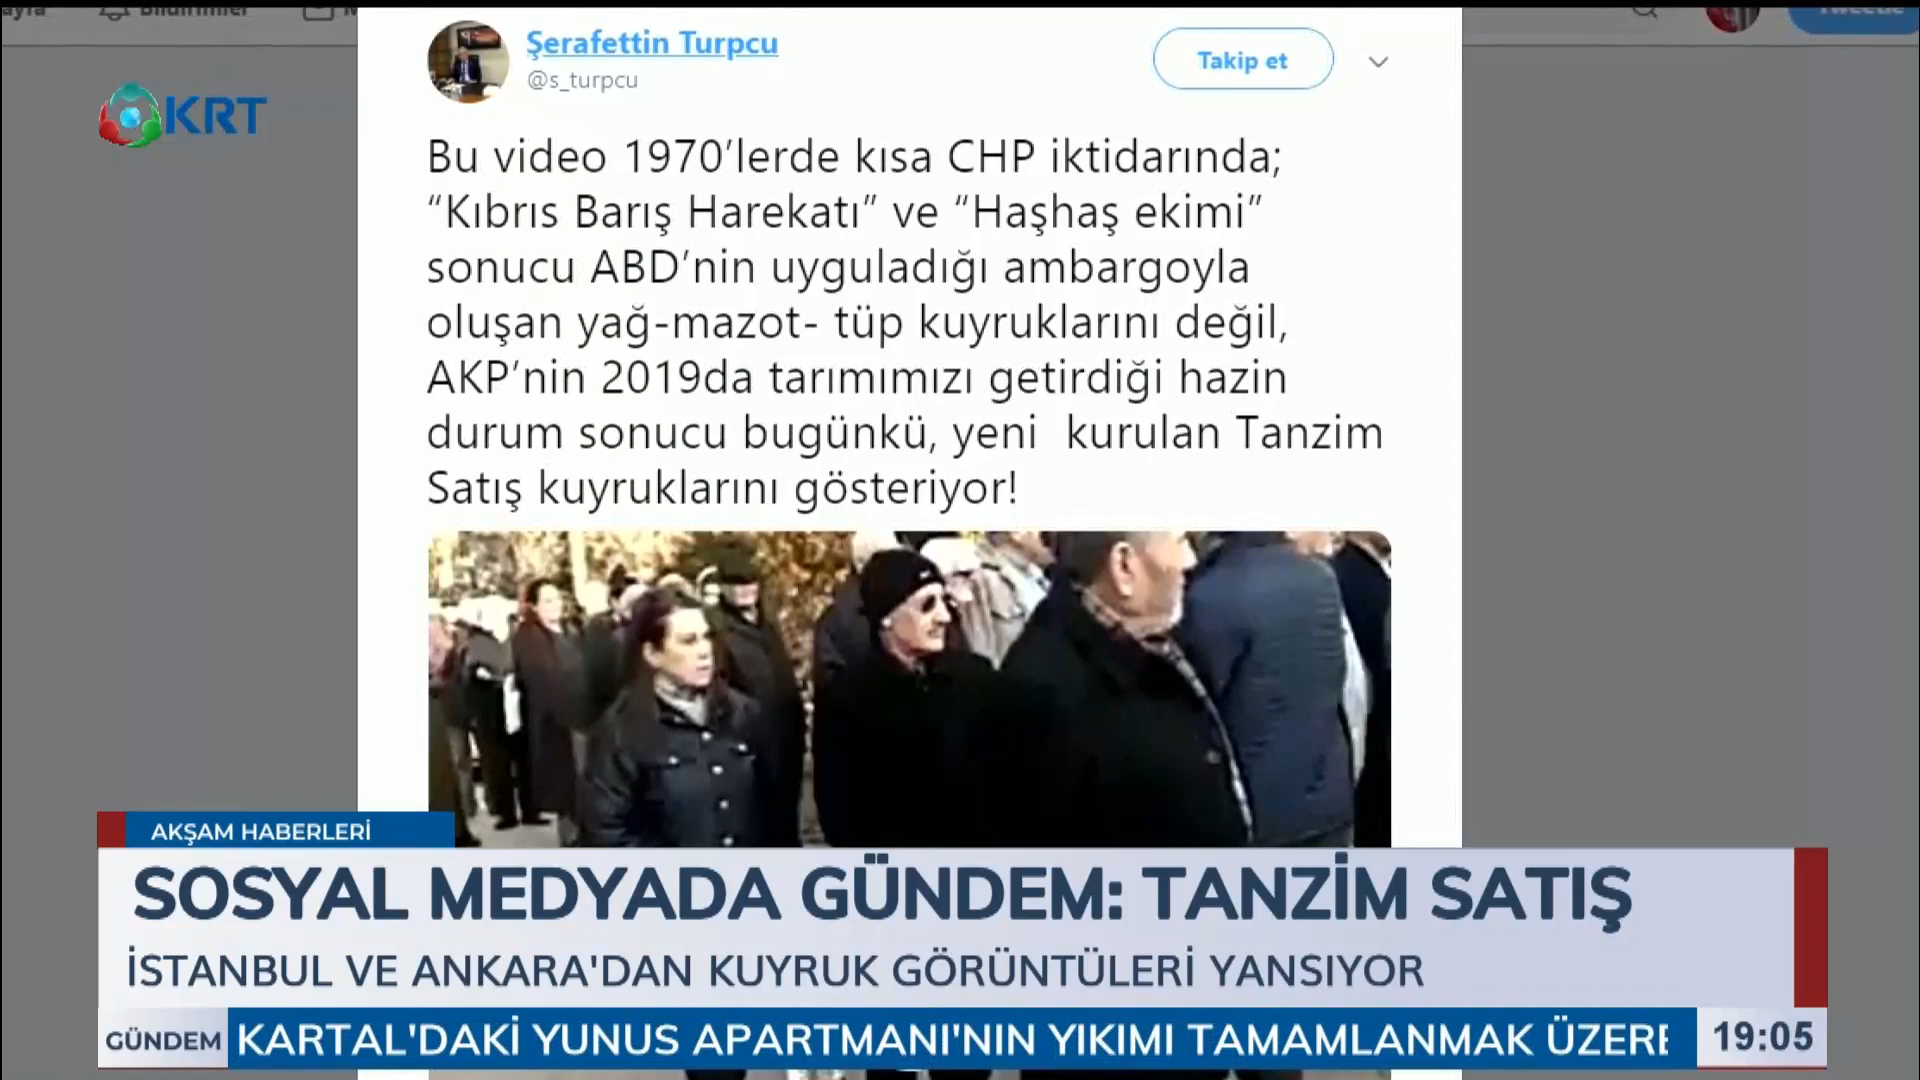 Bildirimler
Tweetle
Şerafettin Turpcu
@s_turpcu
Takip et
KRT
Bu video 1970'lerde kısa CHP iktidarında;
“Kıbrıs Barış Harekatı” ve “Haşhaş ekimi”
sonucu ABD'nin uyguladığı ambargoyla
oluşan yağ-mazot- tüp kuyruklarını değil,
AKP'nin 2019da tarımımızı getirdiği hazin
durum sonucu bugünkü, yeni  kurulan Tanzim
Satış kuyruklarını gösteriyor!
AKŞAM HABERLERİ
SOSYAL MEDYADA GÜNDEM: TANZİM SATIŞ
İSTANBUL VE ANKARA'DAN KUYRUK GÖRÜNTÜLERİ YANSIYOR
GÜNDEM KARTAL'DAKİ YUNUS APARTMANI'NIN YIKIMI TAMAMLANMAK ÜZERE 19:05